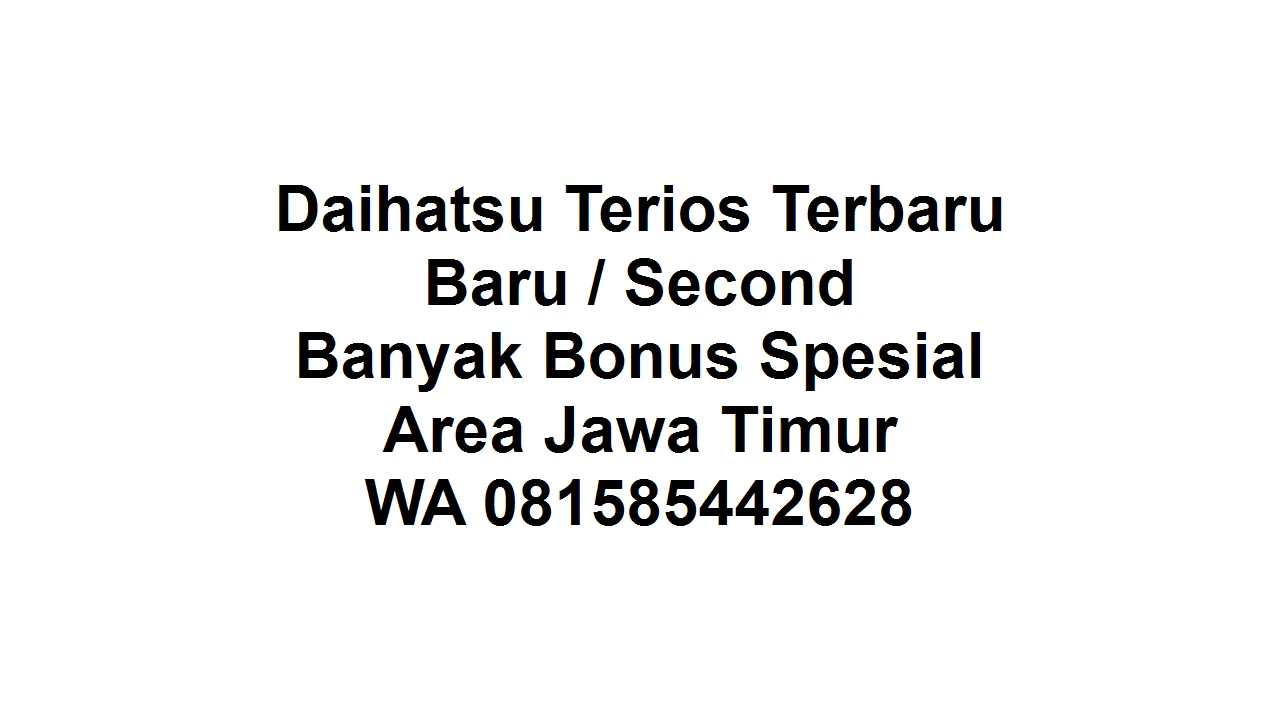 Daihatsu Terios Terbaru
Baru / Second
Banyak Bonus Spesial
Area Jawa Timur
WA 081585442628